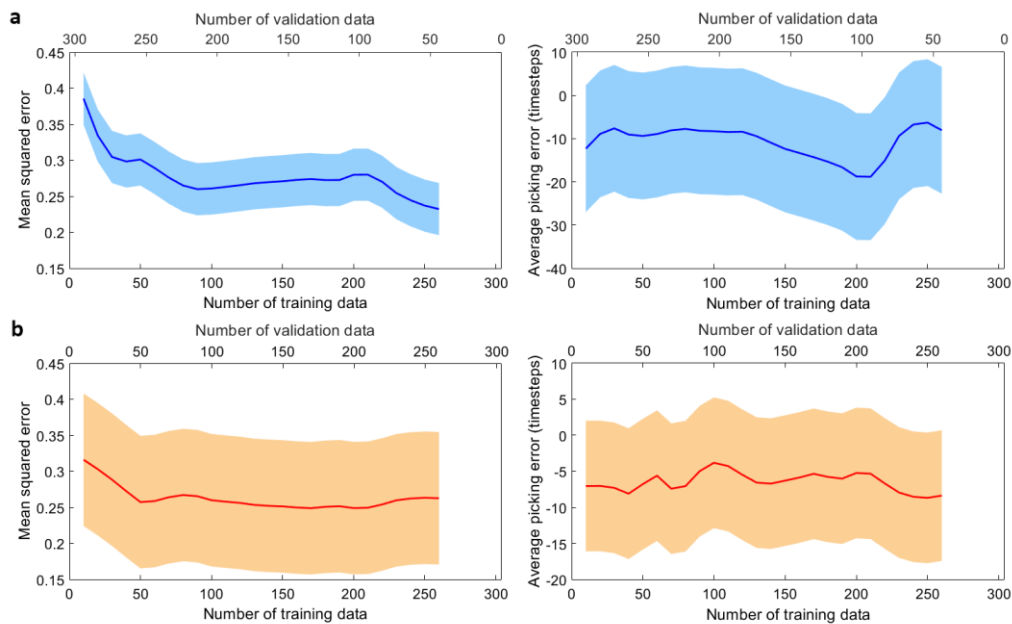 a
Number of validation data
300 250 200 150 100 50 0
0.45
0.4
0.35
0.3
0.25
0.2
0.15
Mean squared error
0 50 100 150 200 250 300
Number of training data
Number of validation data
300 250 200 150 100 50 0
10
0
-10
-20
-30
-40
Average picking error (timesteps)
0 50 100 150 200 250 300
Number of training data
b
Number of validation data
0 50 100 150 200 250 300
0.45
0.4
0.35
0.3
0.25
0.2
0.15
Mean squared error
0 50 100 150 200 250 300
Number of training data
Number of validation data
0 50 100 150 200 250 300
10
5
0
-5
-10
-15
-20
Average picking error (timesteps)
0 50 100 150 200 250 300
Number of training data